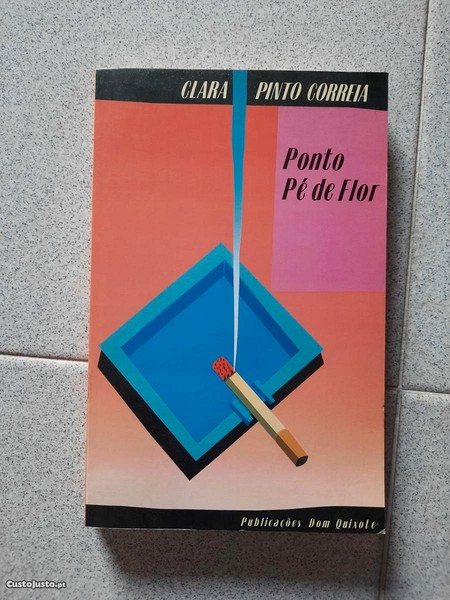 CLARA PINTO CORREIA
Ponto
Pé de Flor
Publicações Dom Quixote
CustoJusto.pt